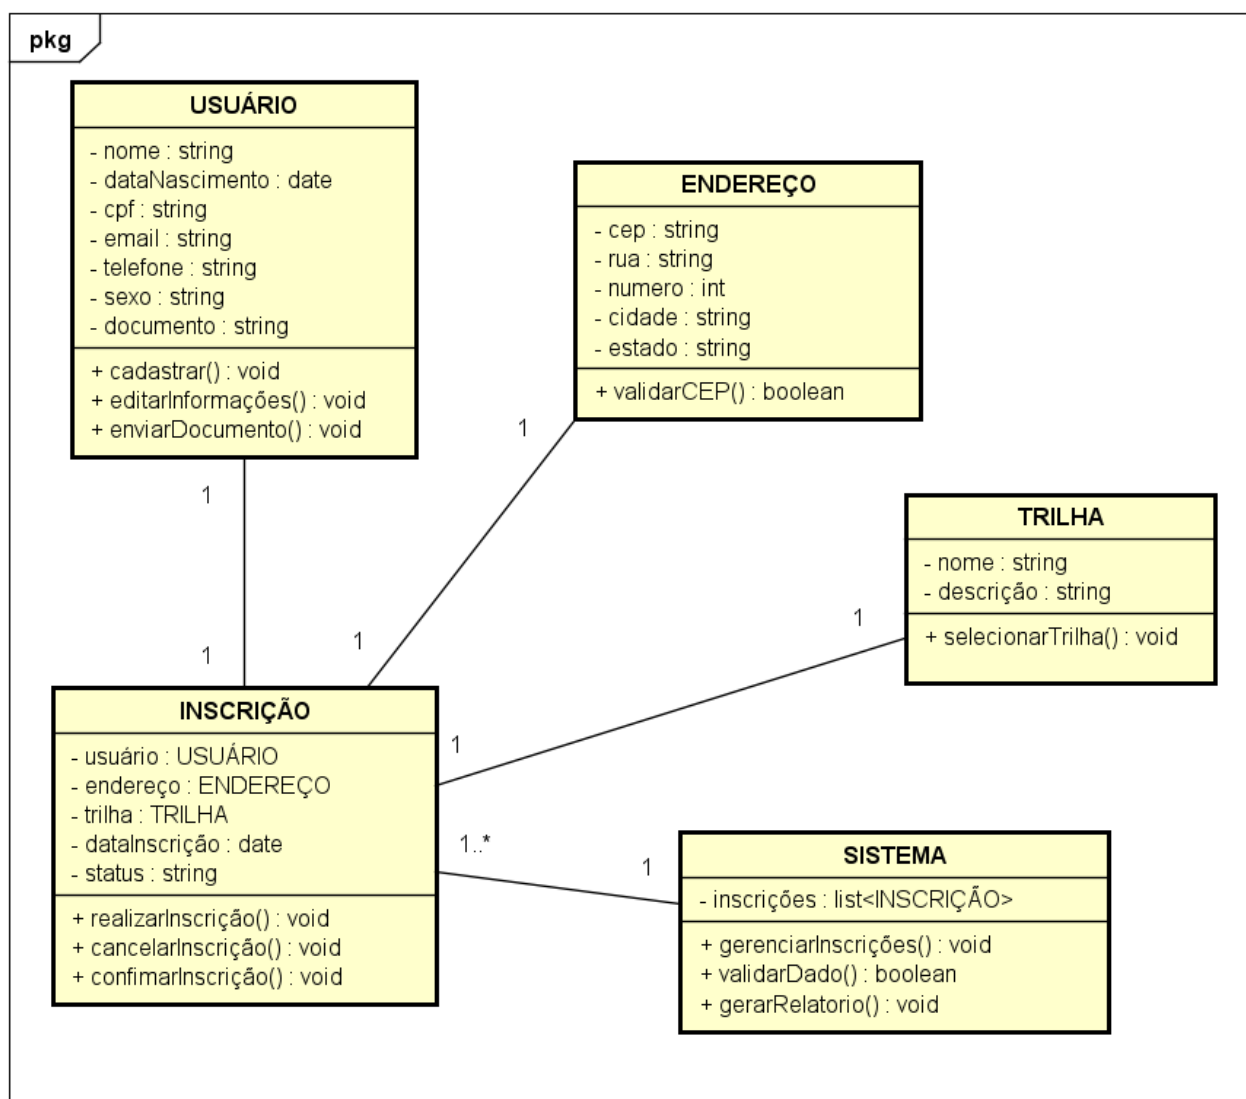 pkg
USUÁRIO
- nome : string
- dataNascimento : date
- cpf : string
- email : string
- telefone : string
- sexo : string
- documento : string
+ cadastrar() : void
+ editarInformações() : void
+ enviarDocumento() : void
ENDEREÇO
- cep : string
- rua : string
- numero : int
- cidade : string
- estado : string
+ validarCEP() : boolean
1
1
1
1
TRILHA
- nome : string
- descrição : string
+ selecionarTrilha() : void
1
1
INSCRIÇÃO
- usuário : USUÁRIO
- endereço : ENDEREÇO
- trilha : TRILHA
- dataInscrição : date
- status : string
+ realizarInscrição() : void
+ cancelarInscrição() : void
+ confimarInscrição() : void
1..*
1
SISTEMA
- inscrições : list<INSCRIÇÃO>
+ gerenciarInscrições() : void
+ validarDado() : boolean
+ gerarRelatorio() : void